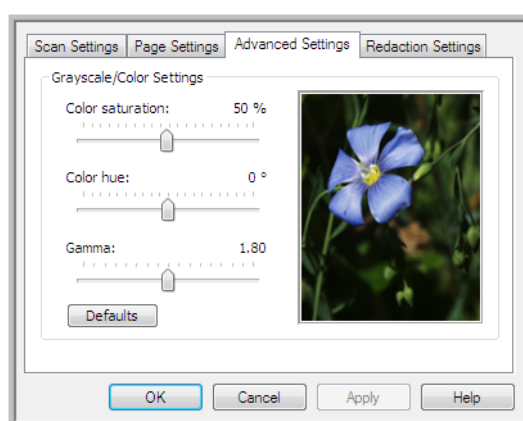 Scan Settings Page Settings Advanced Settings Redaction Settings
Grayscale/Color Settings
Color saturation: 50 %
Color hue: 0 °
Gamma: 1.80
Defaults
OK Cancel Apply Help